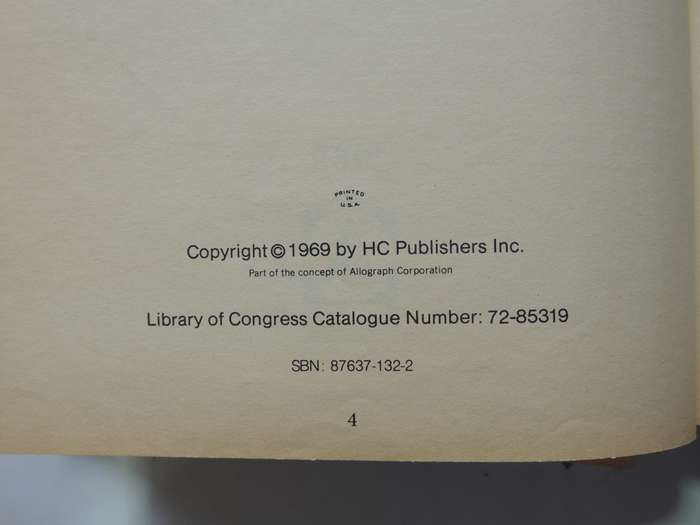 PRINTED
IN
U.S.A.
Copyright © 1969 by HC Publishers Inc.
Part of the concept of Allograph Corporation
Library of Congress Catalogue Number: 72-85319
SBN: 87637-132-2
4